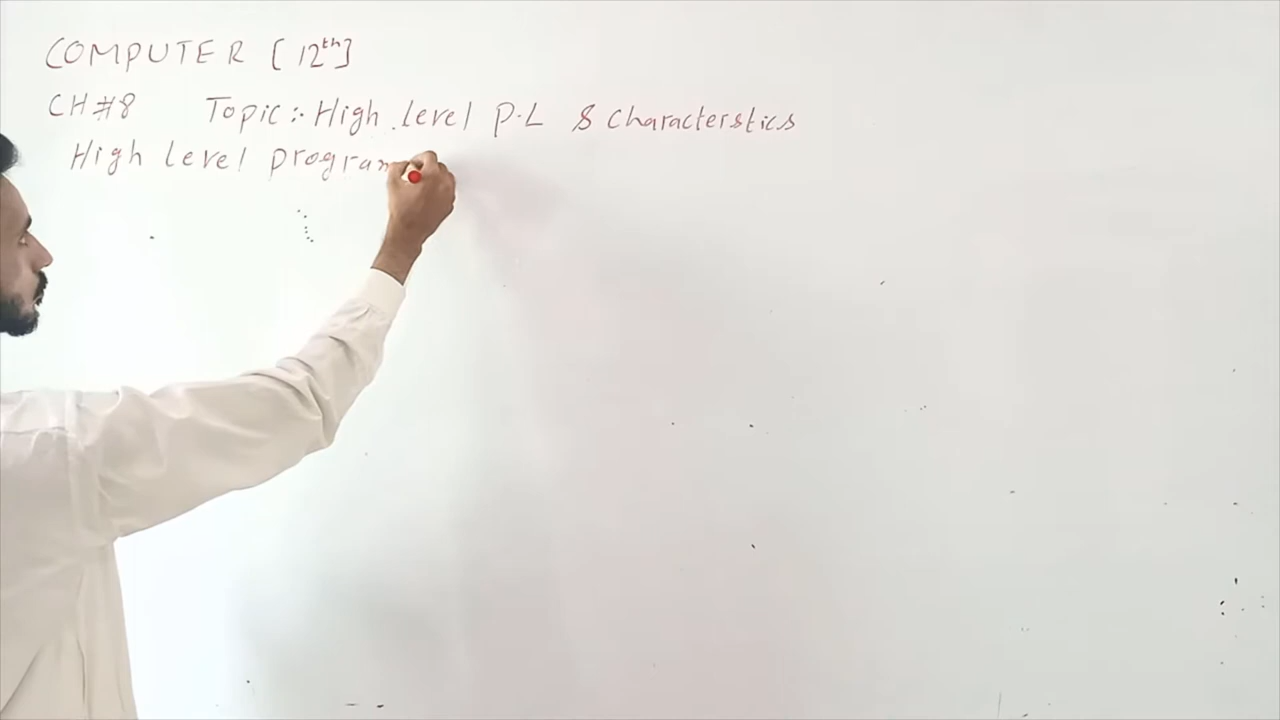 COMPUTER [12th]
CH#8 Topic:- High Level P.L & Characterstics
High Level program